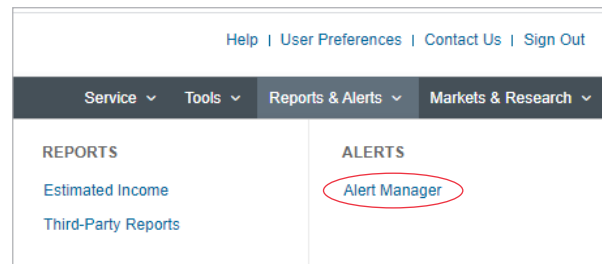 Help | User Preferences | Contact Us | Sign Out
Service Tools Reports & Alerts Markets & Research
REPORTS ALERTS
Estimated Income Alert Manager
Third-Party Reports